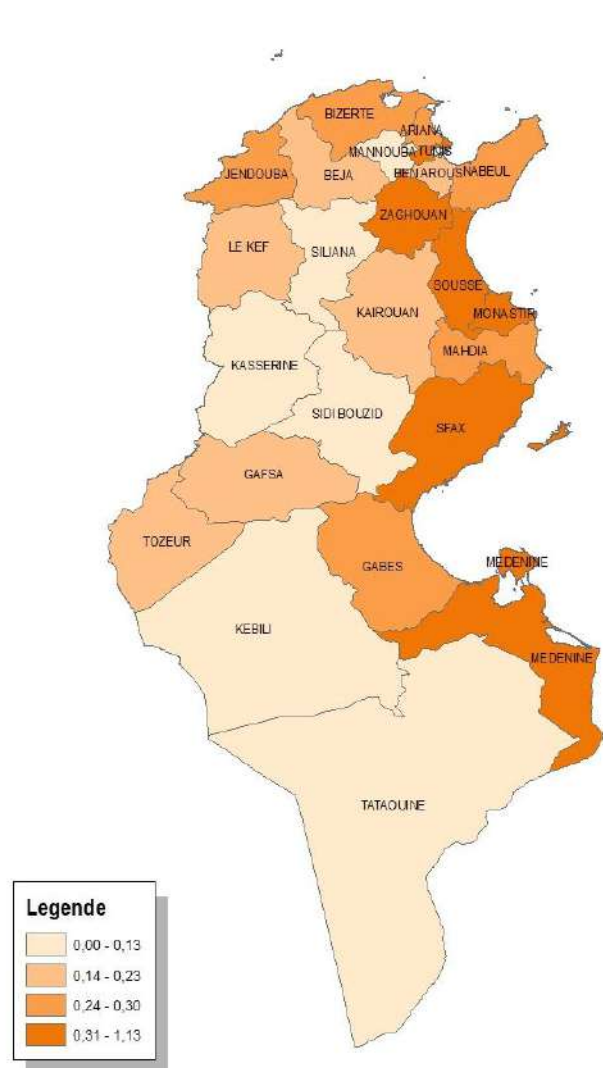 BIZERTE
ARIANA
MANNOUBA
TUNIS
JENDOUBA
BEJA
BEN AROUS
NABEUL
ZAGHOUAN
LE KEF
SILIANA
SOUSSE
KAIROUAN
MONASTIR
MAHDIA
KASSERINE
SIDI BOUZID
SFAX
GAFSA
TOZEUR
MEDENINE
GABES
KEBILI
MEDENINE
TATAOUINE
Legende
0,00 - 0,13
0,14 - 0,23
0,24 - 0,30
0,31 - 1,13